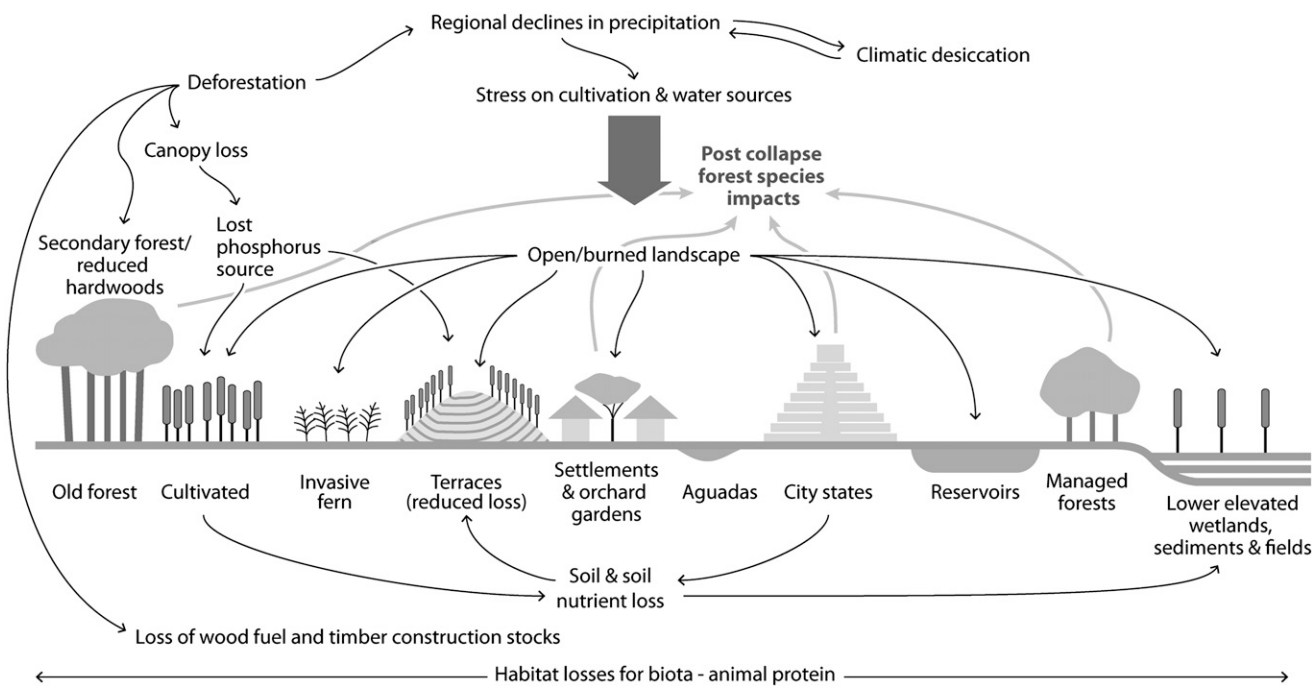 Regional declines in precipitation
Climatic desiccation
Deforestation
Stress on cultivation & water sources
Canopy loss
Post collapse
forest species
impacts
Lost
phosphorus
source
Secondary forest/
reduced
hardwoods
Open/burned landscape
Old forest
Cultivated
Invasive
fern
Terraces
(reduced loss)
Settlements
& orchard
gardens
Aguadas
City states
Reservoirs
Managed
forests
Lower elevated
wetlands,
sediments & fields
Soil & soil
nutrient loss
Loss of wood fuel and timber construction stocks
Habitat losses for biota - animal protein